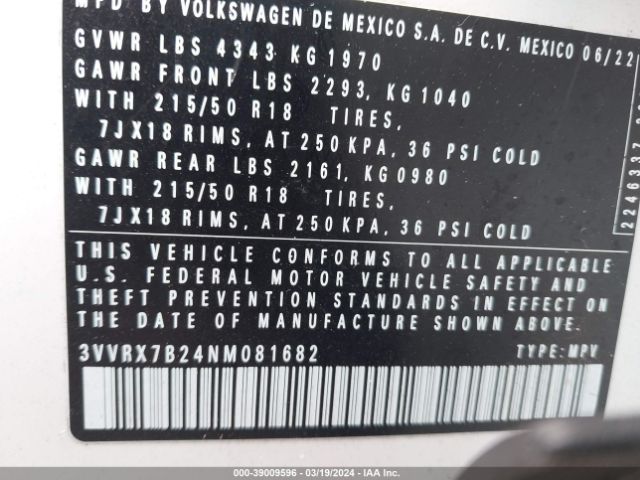 MFD BY VOLKSWAGEN DE MEXICO S.A. DE C.V. MEXICO 06/22
GVWR LBS 4343 KG 1970
GAWR FRONT LBS 2293, KG 1040
WITH 215/50 R18 TIRES,
7JX18 RIMS, AT 250 KPA, 36 PSI COLD
GAWR REAR LBS 2161, KG 0980
WITH 215/50 R18 TIRES,
7JX18 RIMS, AT 250 KPA, 36 PSI COLD
THIS VEHICLE CONFORMS TO ALL APPLICABLE
U.S. FEDERAL MOTOR VEHICLE SAFETY AND
THEFT PREVENTION STANDARDS IN EFFECT ON
THE DATE OF MANUFACTURE SHOWN ABOVE.
3VVRX7B24NM081682 TYPE:MPV
2246337
000-39009596 - 03/19/2024 - IAAI.COM